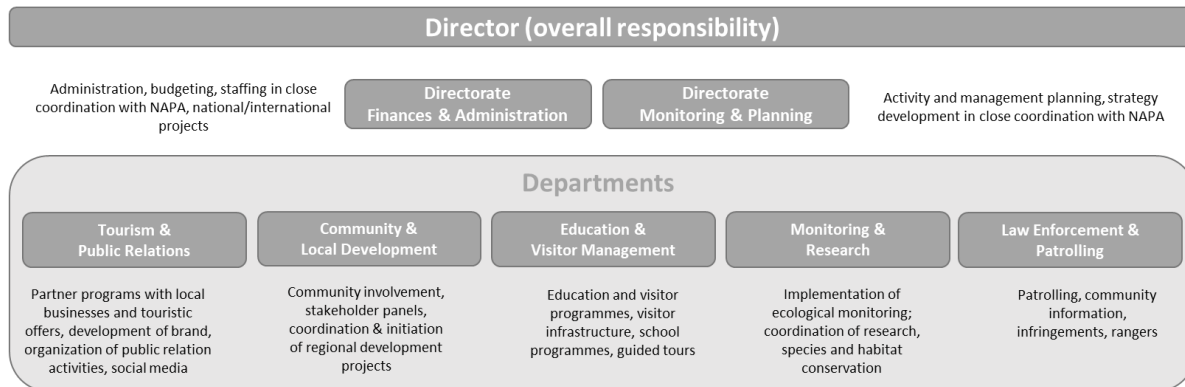 Director (overall responsibility)
Administration, budgeting, staffing in close
coordination with NAPA, national/international
projects
Directorate
Finances & Administration
Directorate
Monitoring & Planning
Activity and management planning, strategy
development in close coordination with NAPA
Departments
Tourism &
Public Relations
Community &
Local Development
Education &
Visitor Management
Monitoring &
Research
Law Enforcement &
Patrolling
Partner programs with local
businesses and touristic
offers, development of brand,
organization of public relation
activities, social media
Community involvement,
stakeholder panels,
coordination & initiation
of regional development
projects
Education and visitor
programmes, visitor
infrastructure, school
programmes, guided tours
Implementation of
ecological monitoring;
coordination of research,
species and habitat
conservation
Patrolling, community
information,
infringements, rangers